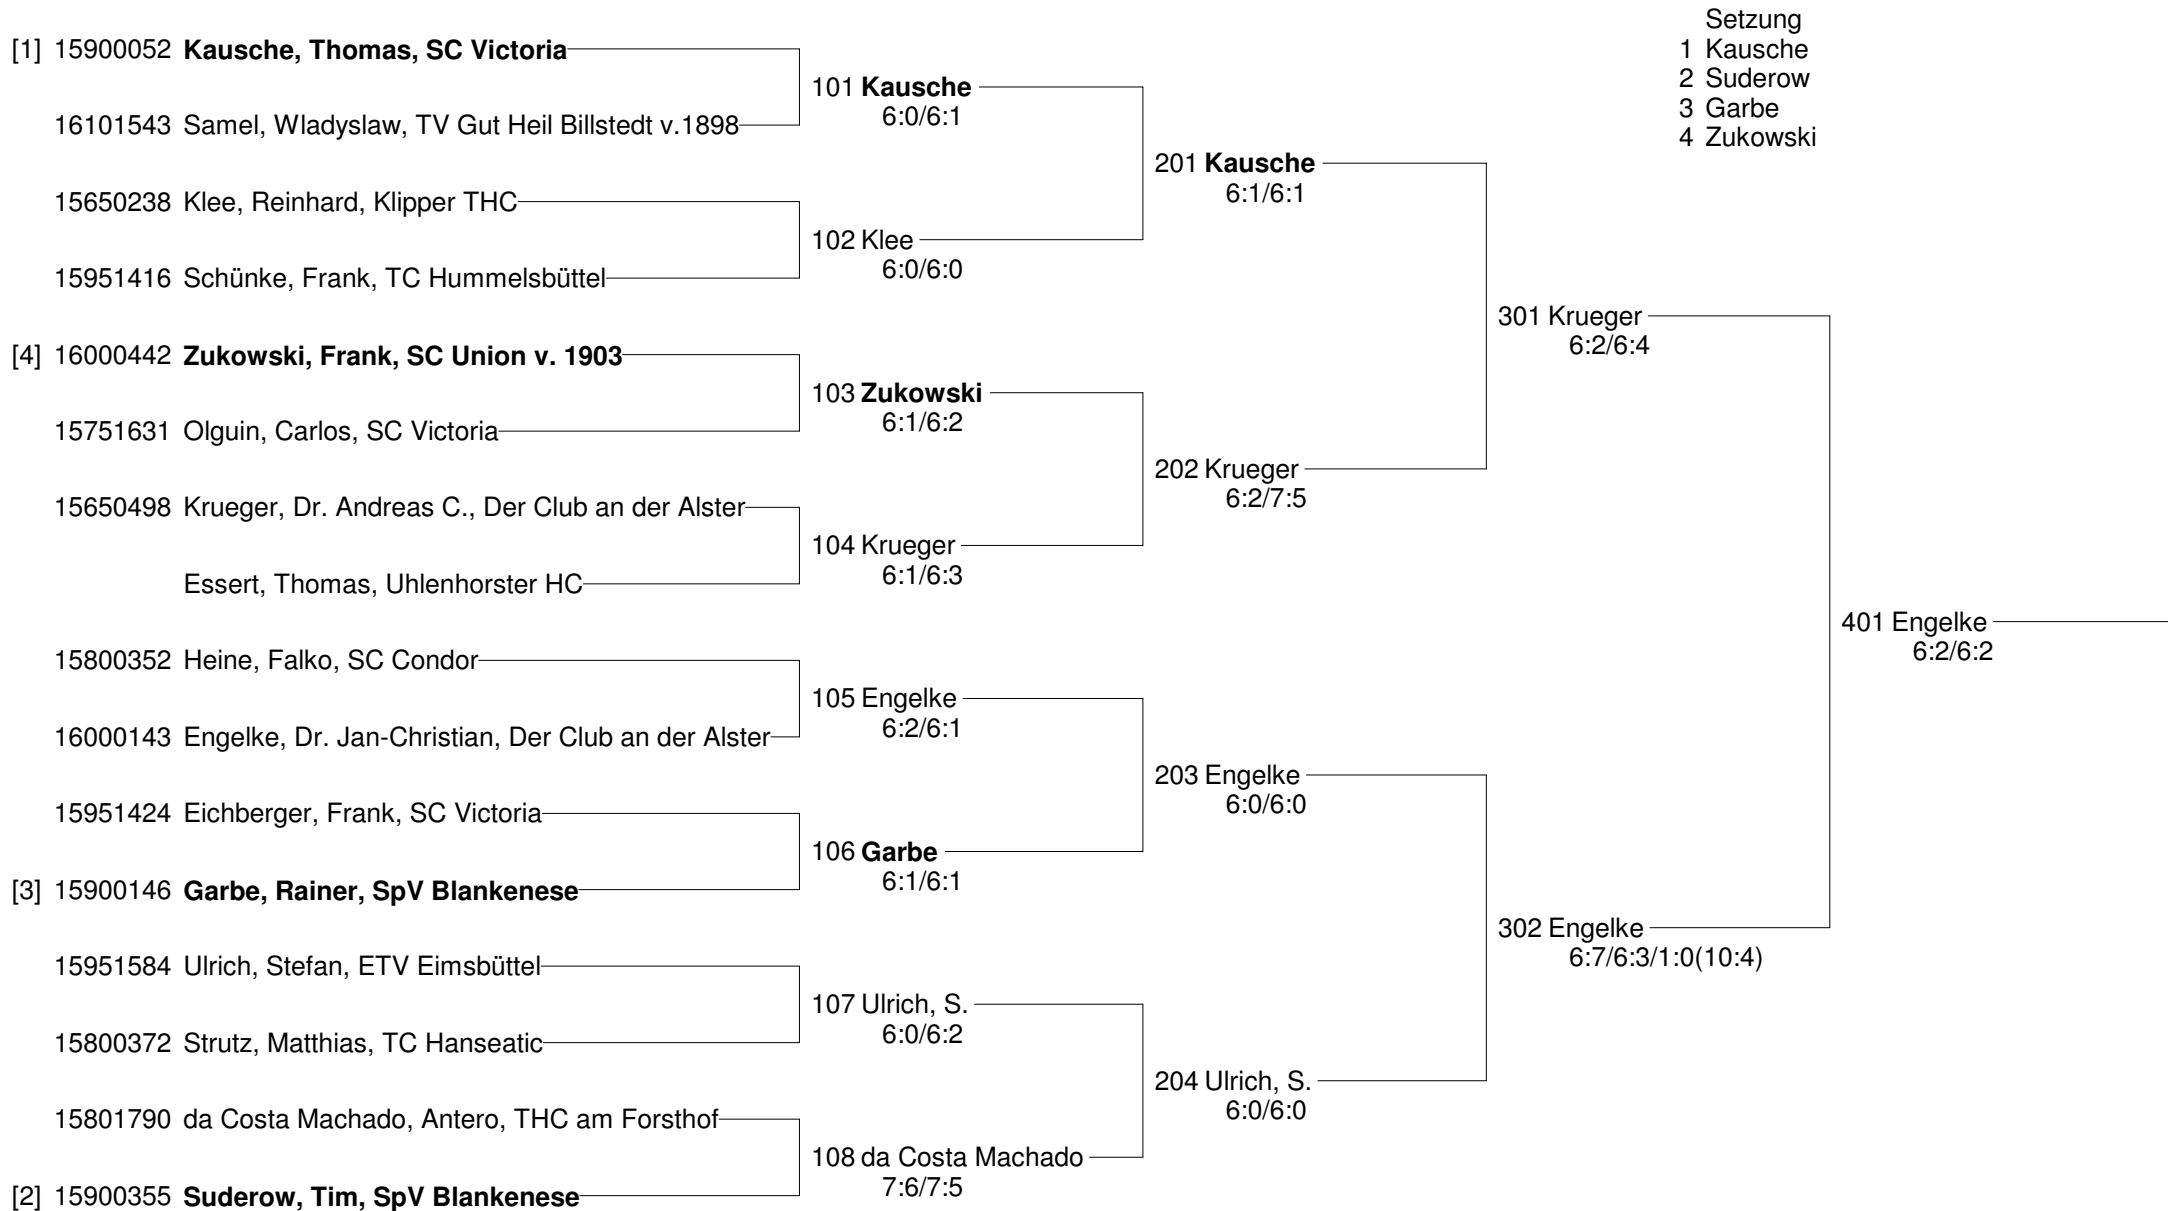 Setzung
1 Kausche
2 Suderow
3 Garbe
4 Zukowski
[1] 15900052 Kausche, Thomas, SC Victoria
16101543 Samel, Wladyslaw, TV Gut Heil Billstedt v.1898
15650238 Klee, Reinhard, Klipper THC
15951416 Schünke, Frank, TC Hummelsbüttel
[4] 16000442 Zukowski, Frank, SC Union v. 1903
15751631 Olguin, Carlos, SC Victoria
15650498 Krueger, Dr. Andreas C., Der Club an der Alster
Essert, Thomas, Uhlenhorster HC
15800352 Heine, Falko, SC Condor
16000143 Engelke, Dr. Jan-Christian, Der Club an der Alster
15951424 Eichberger, Frank, SC Victoria
[3] 15900146 Garbe, Rainer, SpV Blankenese
15951584 Ulrich, Stefan, ETV Eimsbüttel
15800372 Strutz, Matthias, TC Hanseatic
15801790 da Costa Machado, Antero, THC am Forsthof
[2] 15900355 Suderow, Tim, SpV Blankenese
101 Kausche
6:0/6:1
102 Klee
6:0/6:0
103 Zukowski
6:1/6:2
104 Krueger
6:1/6:3
105 Engelke
6:2/6:1
106 Garbe
6:1/6:1
107 Ulrich, S.
6:0/6:2
108 da Costa Machado
7:6/7:5
201 Kausche
6:1/6:1
202 Krueger
6:2/7:5
203 Engelke
6:0/6:0
204 Ulrich, S.
6:0/6:0
301 Krueger
6:2/6:4
302 Engelke
6:7/6:3/1:0(10:4)
401 Engelke
6:2/6:2